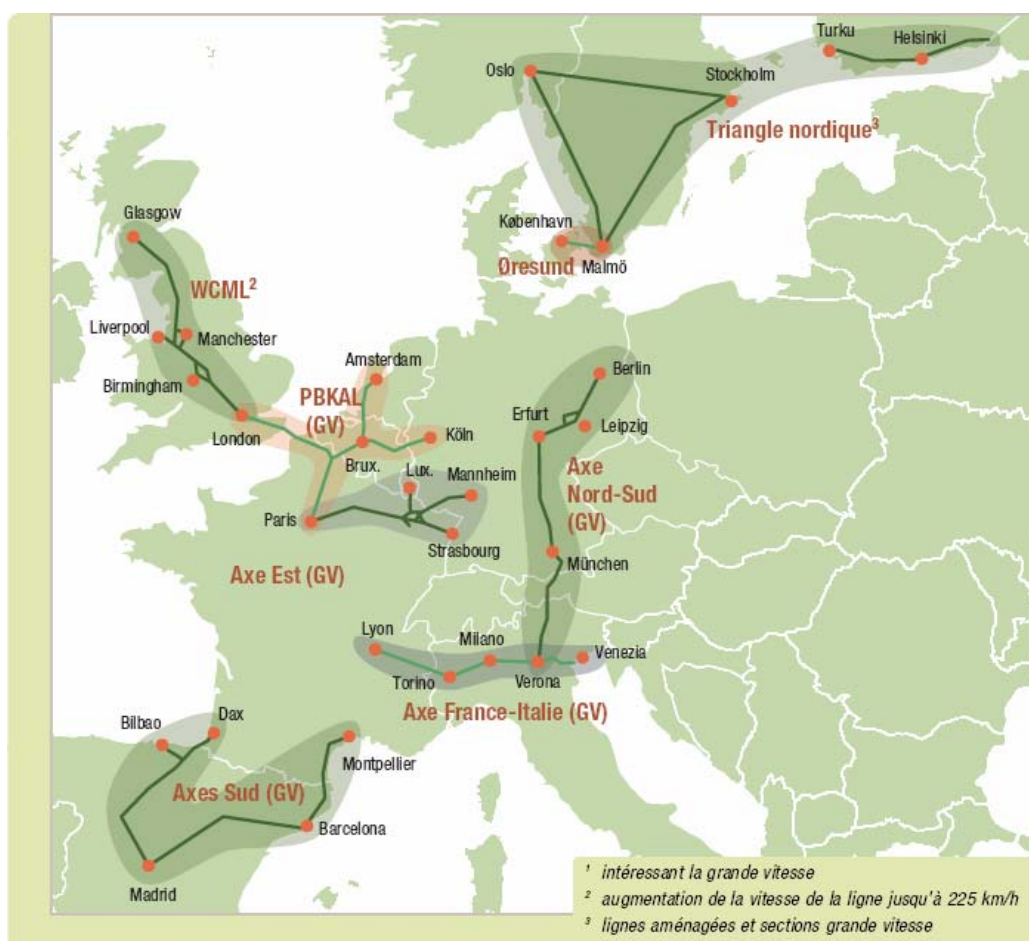 Turku
Helsinki
Oslo
Stockholm
Triangle nordique³
Glasgow
København
Øresund
Malmö
WCML²
Liverpool
Manchester
Amsterdam
Birmingham
PBKAL
(GV)
Berlin
Erfurt
Leipzig
London
Köln
Brux.
Lux.
Mannheim
Axe
Nord-Sud
(GV)
Paris
Strasbourg
München
Axe Est (GV)
Lyon
Milano
Venezia
Torino
Verona
Axe France-Italie (GV)
Bilbao
Dax
Montpellier
Axes Sud (GV)
Barcelona
Madrid
¹ intéressant la grande vitesse
² augmentation de la vitesse de la ligne jusqu'à 225 km/h
³ lignes aménagées et sections grande vitesse